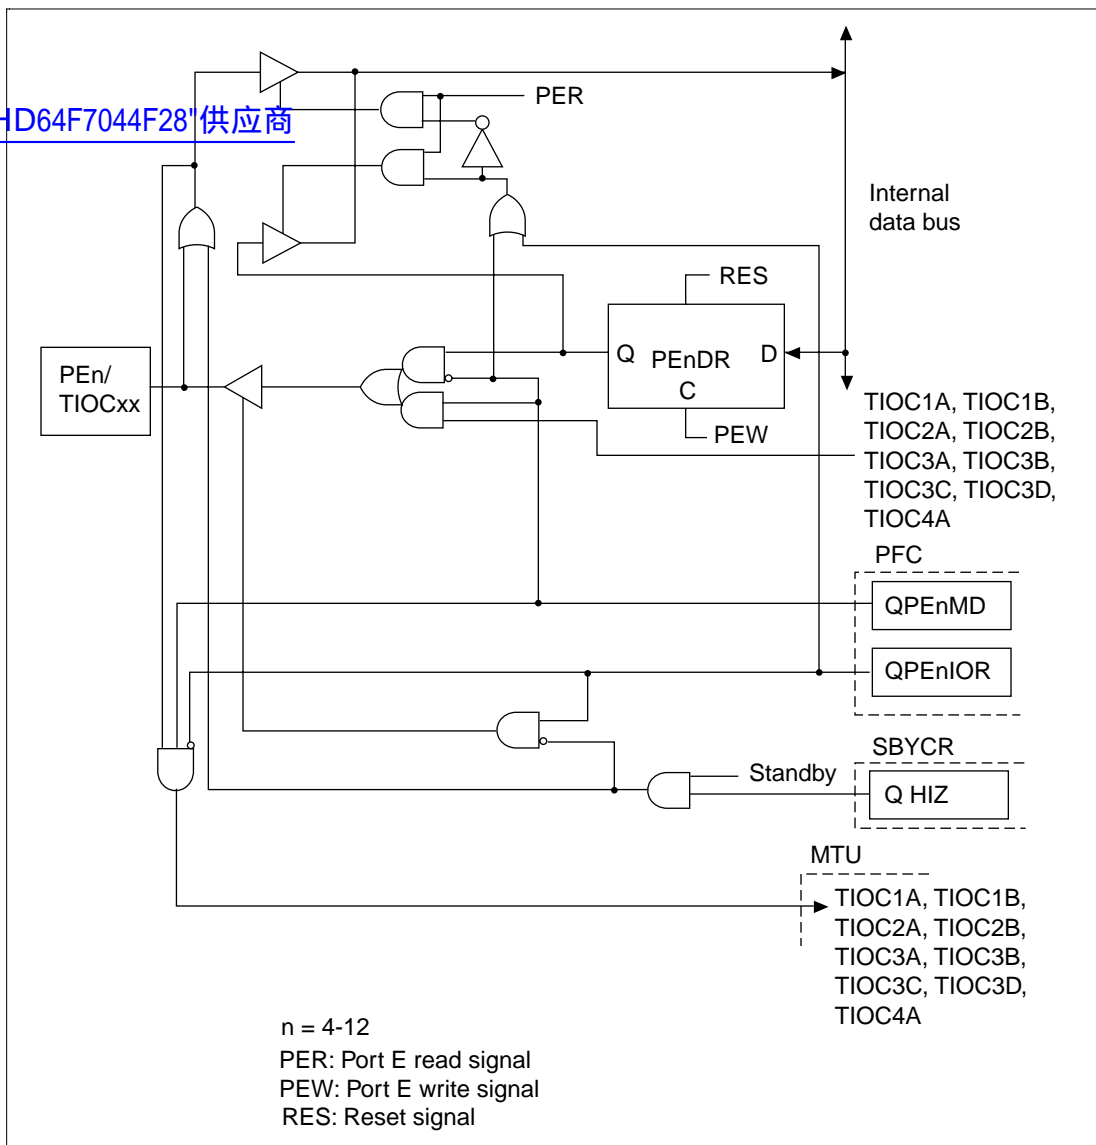 HD64F7044F28"供应商
PER
Internal
data bus
RES
Q PEnDR D
C
PEW
PEn/
TIOCxx
TIOC1A, TIOC1B,
TIOC2A, TIOC2B,
TIOC3A, TIOC3B,
TIOC3C, TIOC3D,
TIOC4A
PFC
QPEnMD
QPEnIOR
SBYCR
Standby
Q HIZ
MTU
TIOC1A, TIOC1B,
TIOC2A, TIOC2B,
TIOC3A, TIOC3B,
TIOC3C, TIOC3D,
TIOC4A
n = 4-12
PER: Port E read signal
PEW: Port E write signal
RES: Reset signal